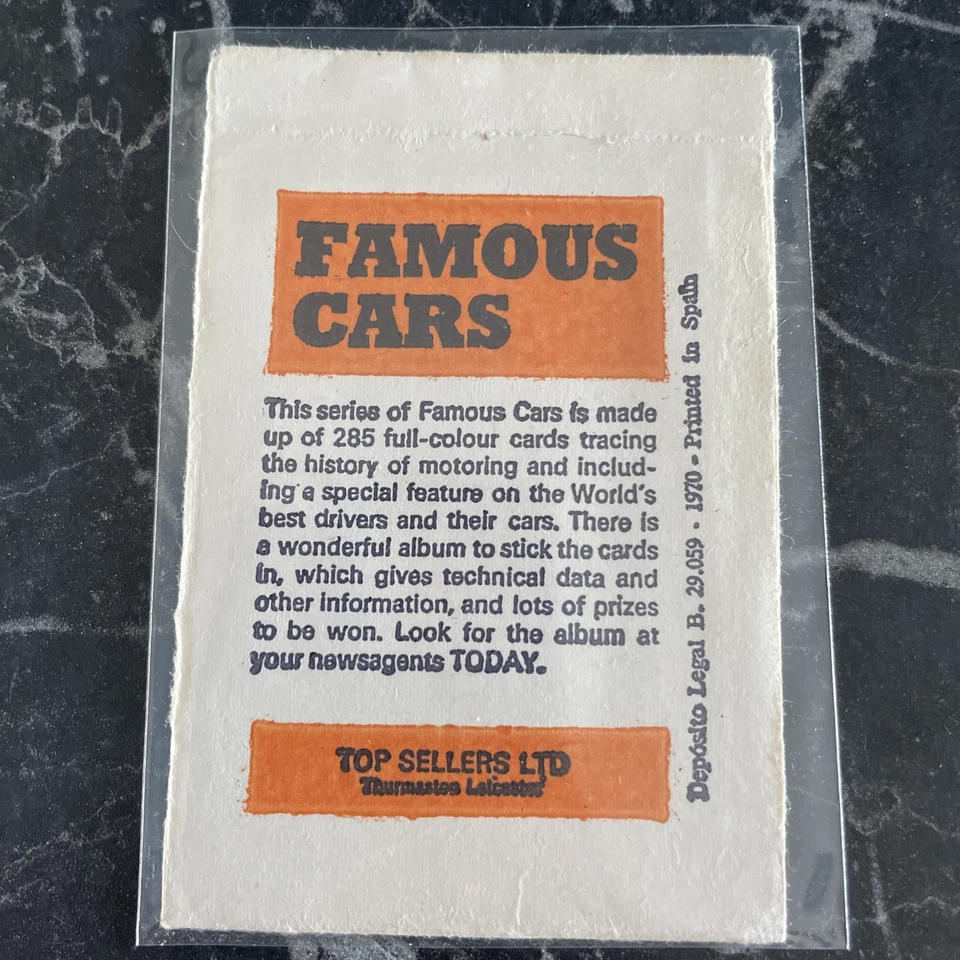 FAMOUS
CARS
This series of Famous Cars is made
up of 285 full-colour cards tracing
the history of motoring and includ-
ing a special feature on the World's
best drivers and their cars. There is
a wonderful album to stick the cards
in, which gives technical data and
other information, and lots of prizes
to be won. Look for the album at
your newsagents TODAY.
TOP SELLERS LTD
Thurmaston Leicester
Depósito Legal B. 29.059 - 1970 - Printed in Spain